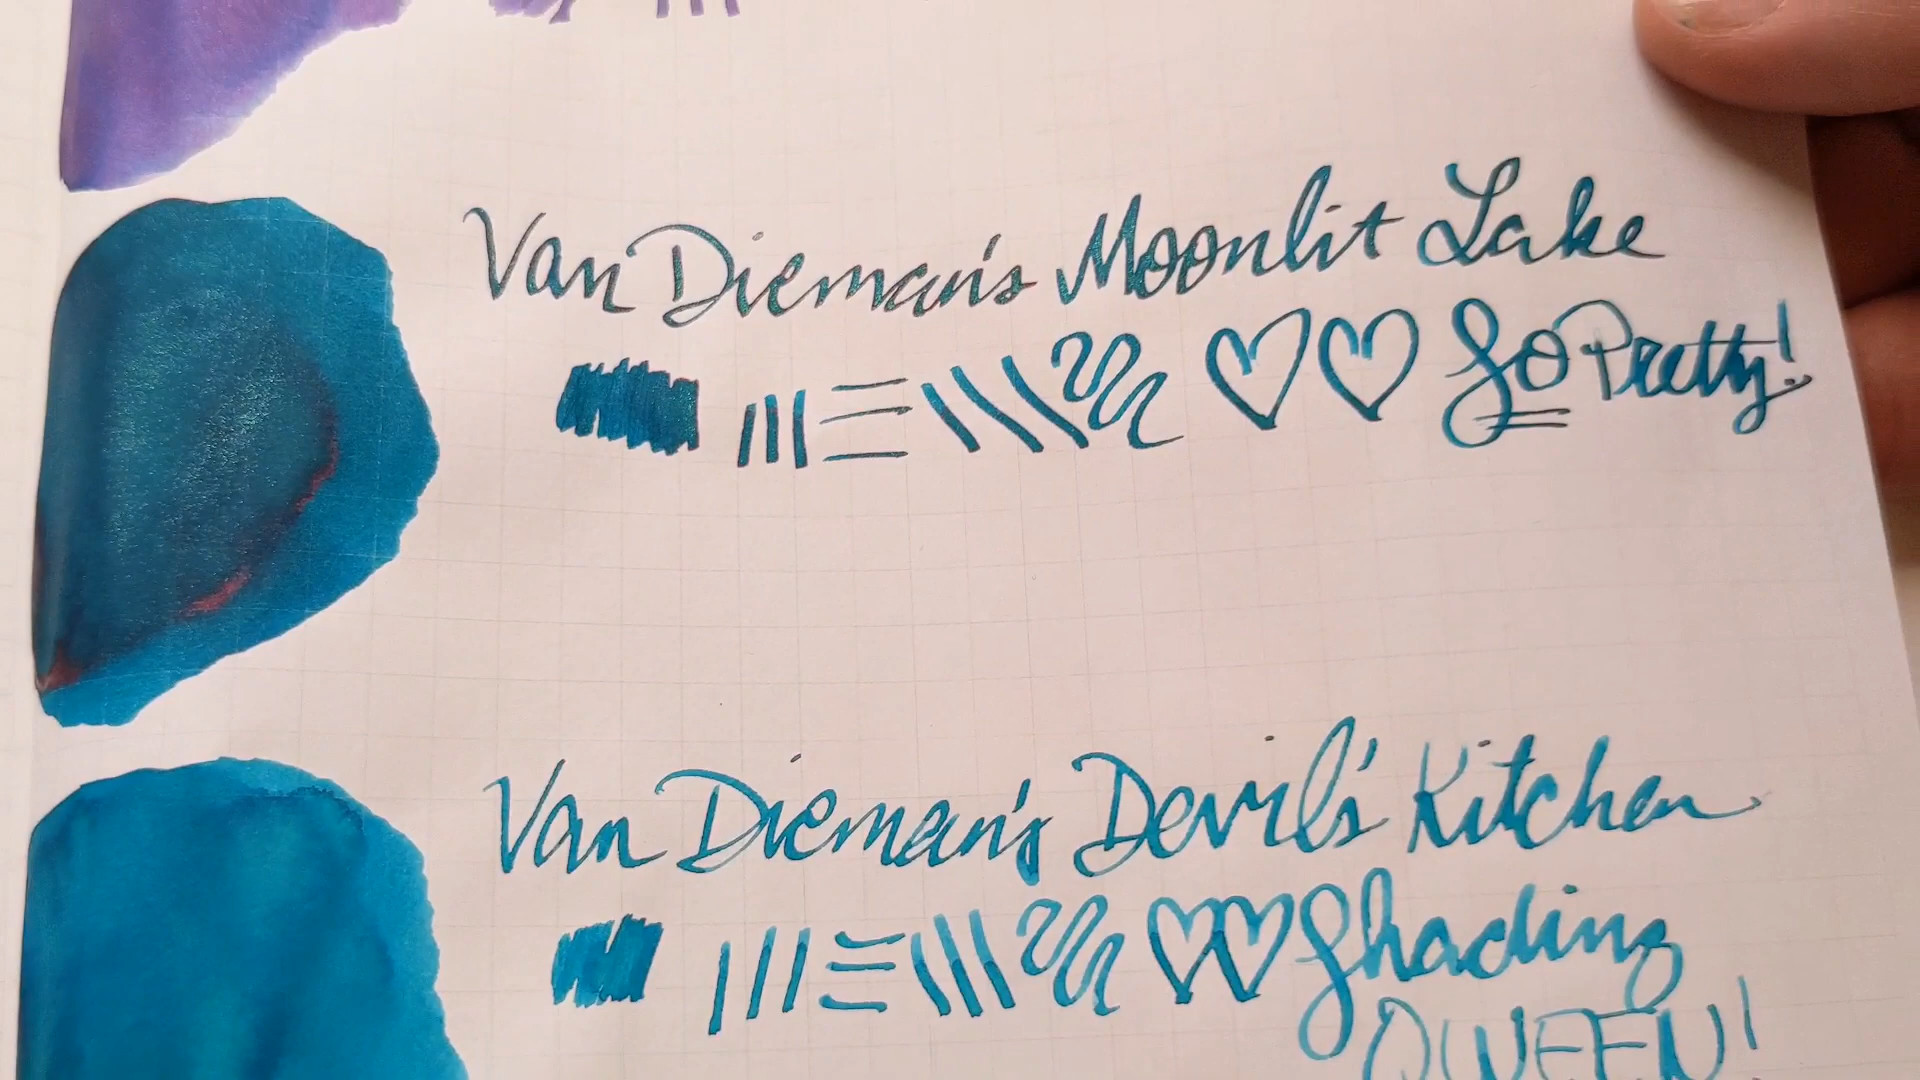 Van Dieman's Moonlit Lake
So Pretty!
Van Dieman's Devil's Kitchen
Shading
QUEEN!